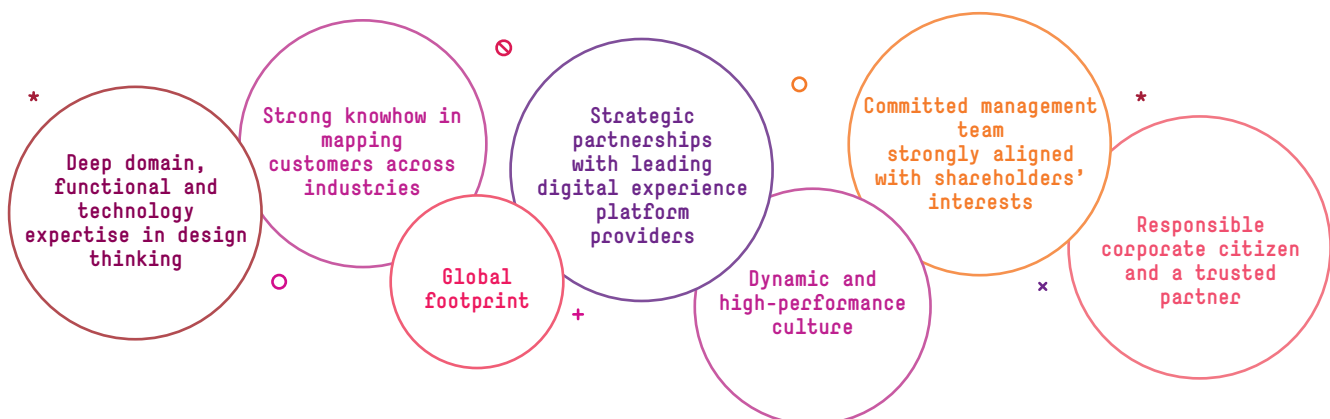 Deep domain,
functional and
technology
expertise in design
thinking
Strong knowhow in
mapping
customers across
industries
Global
footprint
Strategic
partnerships
with leading
digital experience
platform
providers
Dynamic and
high-performance
culture
Committed management
team
strongly aligned
with shareholders'
interests
Responsible
corporate citizen
and a trusted
partner